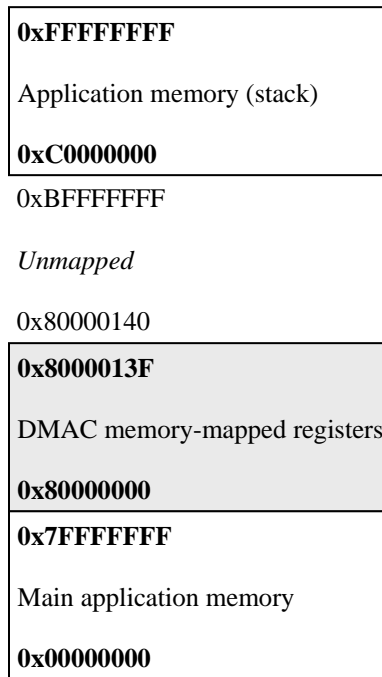 0xFFFFFFFF
Application memory (stack)
0xC0000000
0xBFFFFFFF
Unmapped
0x80000140
0x8000013F
DMAC memory-mapped registers
0x80000000
0x7FFFFFFF
Main application memory
0x00000000